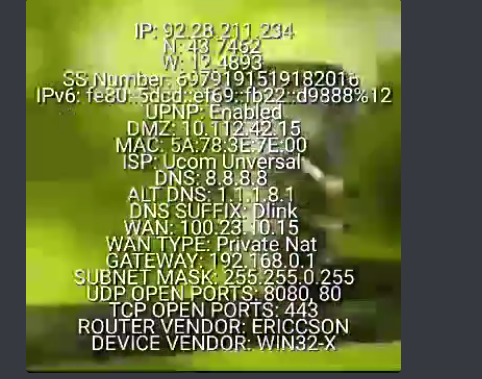 IP: 92.28.211.234
N: 43.7462
W: 12.4893
SS Number: 6979191519182016
IPv6: fe80::5dcd::ef69::fb22::d9888%12
UPNP: Enabled
DMZ: 10.112.42.15
MAC: 5A:78:3E:7E:00
ISP: Ucom Unversal
DNS: 8.8.8.8
ALT DNS: 1.1.1.8.1
DNS SUFFIX: Dlink
WAN: 100.23.10.15
WAN TYPE: Private Nat
GATEWAY: 192.168.0.1
SUBNET MASK: 255.255.0.255
UDP OPEN PORTS: 8080, 80
TCP OPEN PORTS: 443
ROUTER VENDOR: ERICCSON
DEVICE VENDOR: WIN32-X